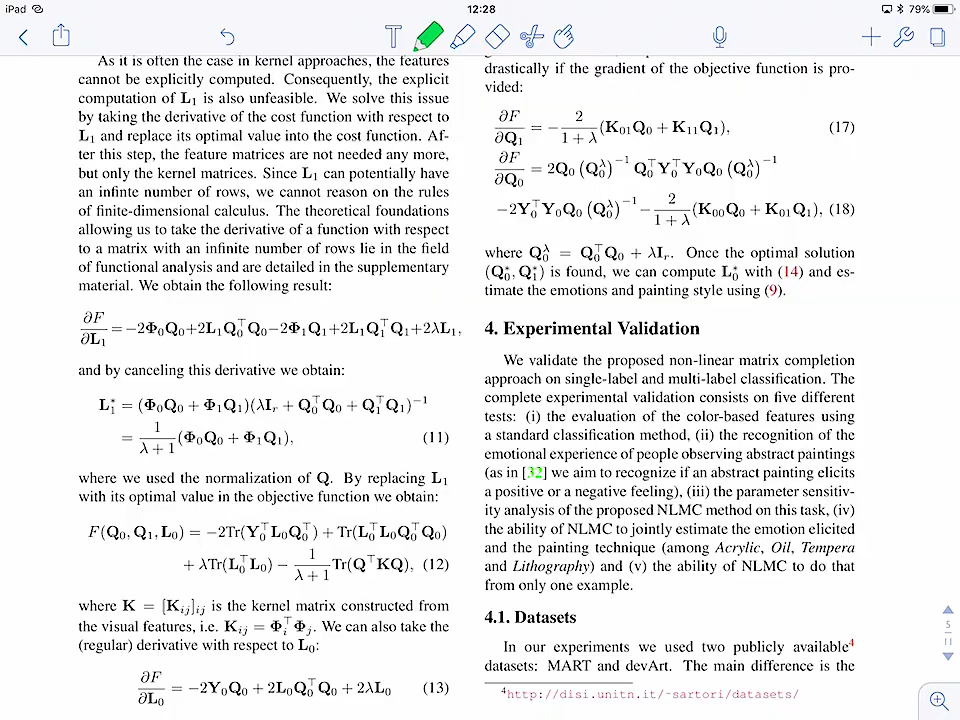 iPad
12:28
79%
As it is often the case in kernel approaches, the features
cannot be explicitly computed. Consequently, the explicit
computation of L₁ is also unfeasible. We solve this issue
by taking the derivative of the cost function with respect to
L₁ and replace its optimal value into the cost function. Af-
ter this step, the feature matrices are not needed any more,
but only the kernel matrices. Since L₁ can potentially have
an infinte number of rows, we cannot reason on the rules
of finite-dimensional calculus. The theoretical foundations
allowing us to take the derivative of a function with respect
to a matrix with an infinite number of rows lie in the field
of functional analysis and are detailed in the supplementary
material. We obtain the following result:
∂F/∂L₁ = −2Φ₀Q₀+2L₁Q₀⊤Q₀−2Φ₁Q₁+2L₁Q₁⊤Q₁+2λL₁,
and by canceling this derivative we obtain:
L₁* = (Φ₀Q₀ + Φ₁Q₁)(λIᵣ + Q₀⊤Q₀ + Q₁⊤Q₁)⁻¹
= 1/(λ + 1) (Φ₀Q₀ + Φ₁Q₁), (11)
where we used the normalization of Q. By replacing L₁
with its optimal value in the objective function we obtain:
F(Q₀, Q₁, L₀) = −2Tr(Y₀⊤L₀Q₀⊤) + Tr(L₀⊤L₀Q₀⊤Q₀)
+ λTr(L₀⊤L₀) − 1/(λ + 1) Tr(Q⊤KQ), (12)
where K = [Kᵢⱼ]ᵢⱼ is the kernel matrix constructed from
the visual features, i.e. Kᵢⱼ = Φᵢ⊤Φⱼ. We can also take the
(regular) derivative with respect to L₀:
∂F/∂L₀ = −2Y₀Q₀ + 2L₀Q₀⊤Q₀ + 2λL₀ (13)
drastically if the gradient of the objective function is pro-
vided:
∂F/∂Q₁ = − 2/(1 + λ) (K₀₁Q₀ + K₁₁Q₁), (17)
∂F/∂Q₀ = 2Q₀ (Q₀^λ)⁻¹ Q₀⊤Y₀⊤Y₀Q₀ (Q₀^λ)⁻¹
−2Y₀⊤Y₀Q₀ (Q₀^λ)⁻¹ − 2/(1 + λ) (K₀₀Q₀ + K₀₁Q₁), (18)
where Q₀^λ = Q₀⊤Q₀ + λIᵣ. Once the optimal solution
(Q₀*, Q₁*) is found, we can compute L₀* with (14) and es-
timate the emotions and painting style using (9).
4. Experimental Validation
We validate the proposed non-linear matrix completion
approach on single-label and multi-label classification. The
complete experimental validation consists on five different
tests: (i) the evaluation of the color-based features using
a standard classification method, (ii) the recognition of the
emotional experience of people observing abstract paintings
(as in [32] we aim to recognize if an abstract painting elicits
a positive or a negative feeling), (iii) the parameter sensitiv-
ity analysis of the proposed NLMC method on this task, (iv)
the ability of NLMC to jointly estimate the emotion elicited
and the painting technique (among Acrylic, Oil, Tempera
and Lithography) and (v) the ability of NLMC to do that
from only one example.
4.1. Datasets
In our experiments we used two publicly available⁴
datasets: MART and devArt. The main difference is the
⁴http://disi.unitn.it/~sartori/datasets/
5
11